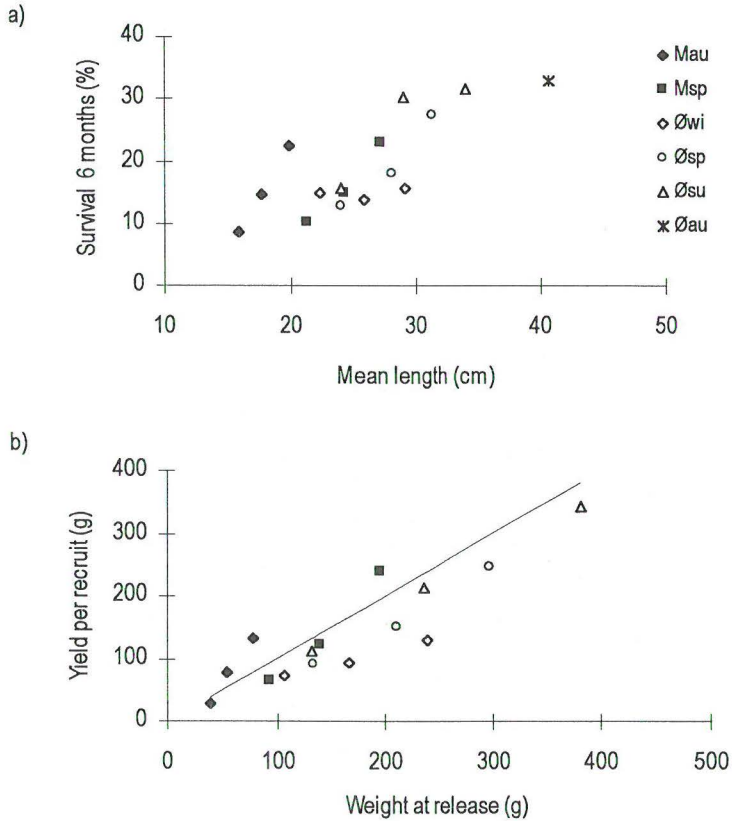 a)
Survival 6 months (%)
40
30
20
10
0
10 20 30 40 50
Mean length (cm)
Mau
Msp
Øwi
Øsp
Øsu
Øau
b)
Yield per recruit (g)
400
300
200
100
0
0 100 200 300 400 500
Weight at release (g)